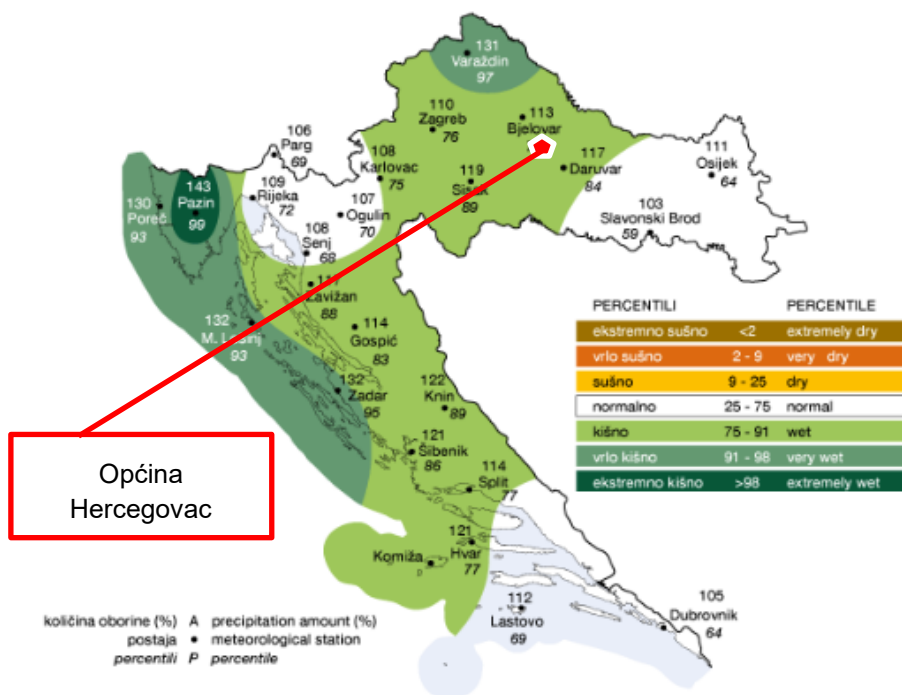 131
Varaždin
97
110
Zagreb
76
113
Bjelovar
106
Parg
69
108
Karlovac
75
119
Sisak
89
117
Daruvar
84
111
Osijek
64
103
Slavonski Brod
59
143
Pazin
99
130
Poreč
93
109
Rijeka
72
107
Ogulin
70
108
Senj
68
Zavižan
88
132
M. Lošinj
93
114
Gospić
83
132
Zadar
95
122
Knin
89
121
Šibenik
86
114
Split
77
121
Hvar
77
Komiža
112
Lastovo
69
105
Dubrovnik
64
Općina
Hercegovac
PERCENTILI PERCENTILE
ekstremno sušno <2 extremely dry
vrlo sušno 2 - 9 very dry
sušno 9 - 25 dry
normalno 25 - 75 normal
kišno 75 - 91 wet
vrlo kišno 91 - 98 very wet
ekstremno kišno >98 extremely wet
količina oborine (%) A precipitation amount (%)
postaja • meteorological station
percentili P percentile